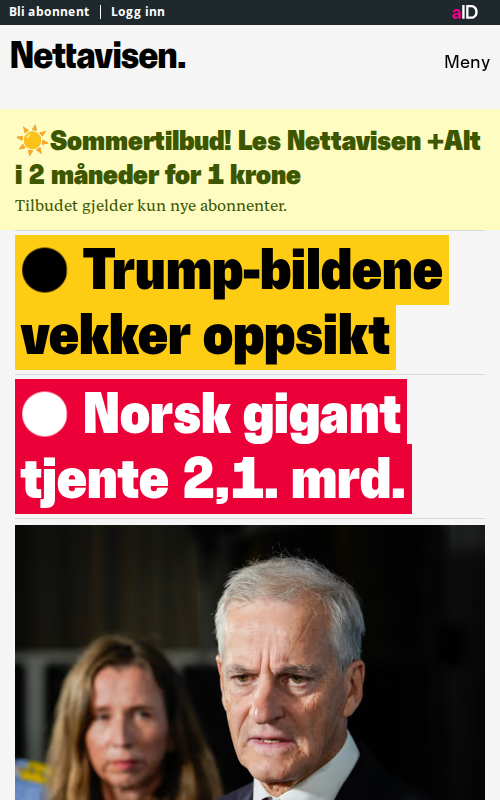 Bli abonnent | Logg inn
aID
Nettavisen.
Meny
☀️Sommertilbud! Les Nettavisen +Alt
i 2 måneder for 1 krone
Tilbudet gjelder kun nye abonnenter.
Trump-bildene
vekker oppsikt
Norsk gigant
tjente 2,1. mrd.